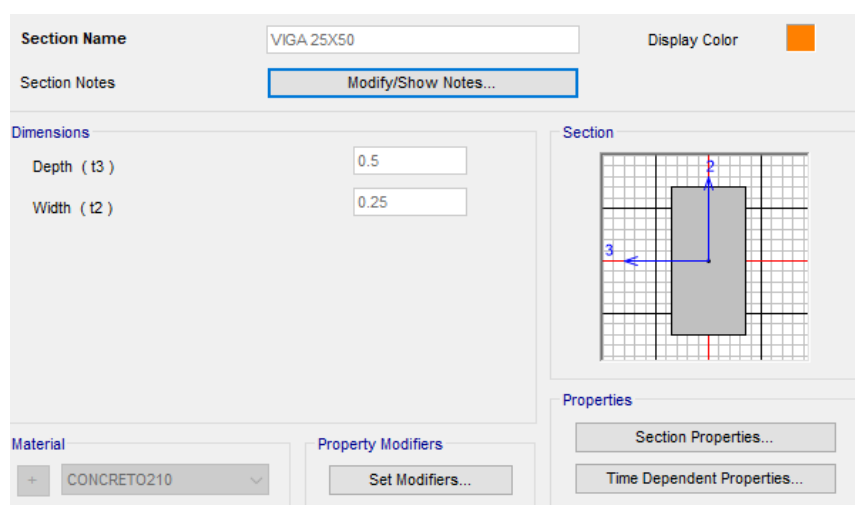 Section Name VIGA 25X50 Display Color
Section Notes Modify/Show Notes...
Dimensions
Depth ( t3 ) 0.5
Width ( t2 ) 0.25
Section
2
3
Properties
Section Properties...
Time Dependent Properties...
Material
+ CONCRETO210
Property Modifiers
Set Modifiers...